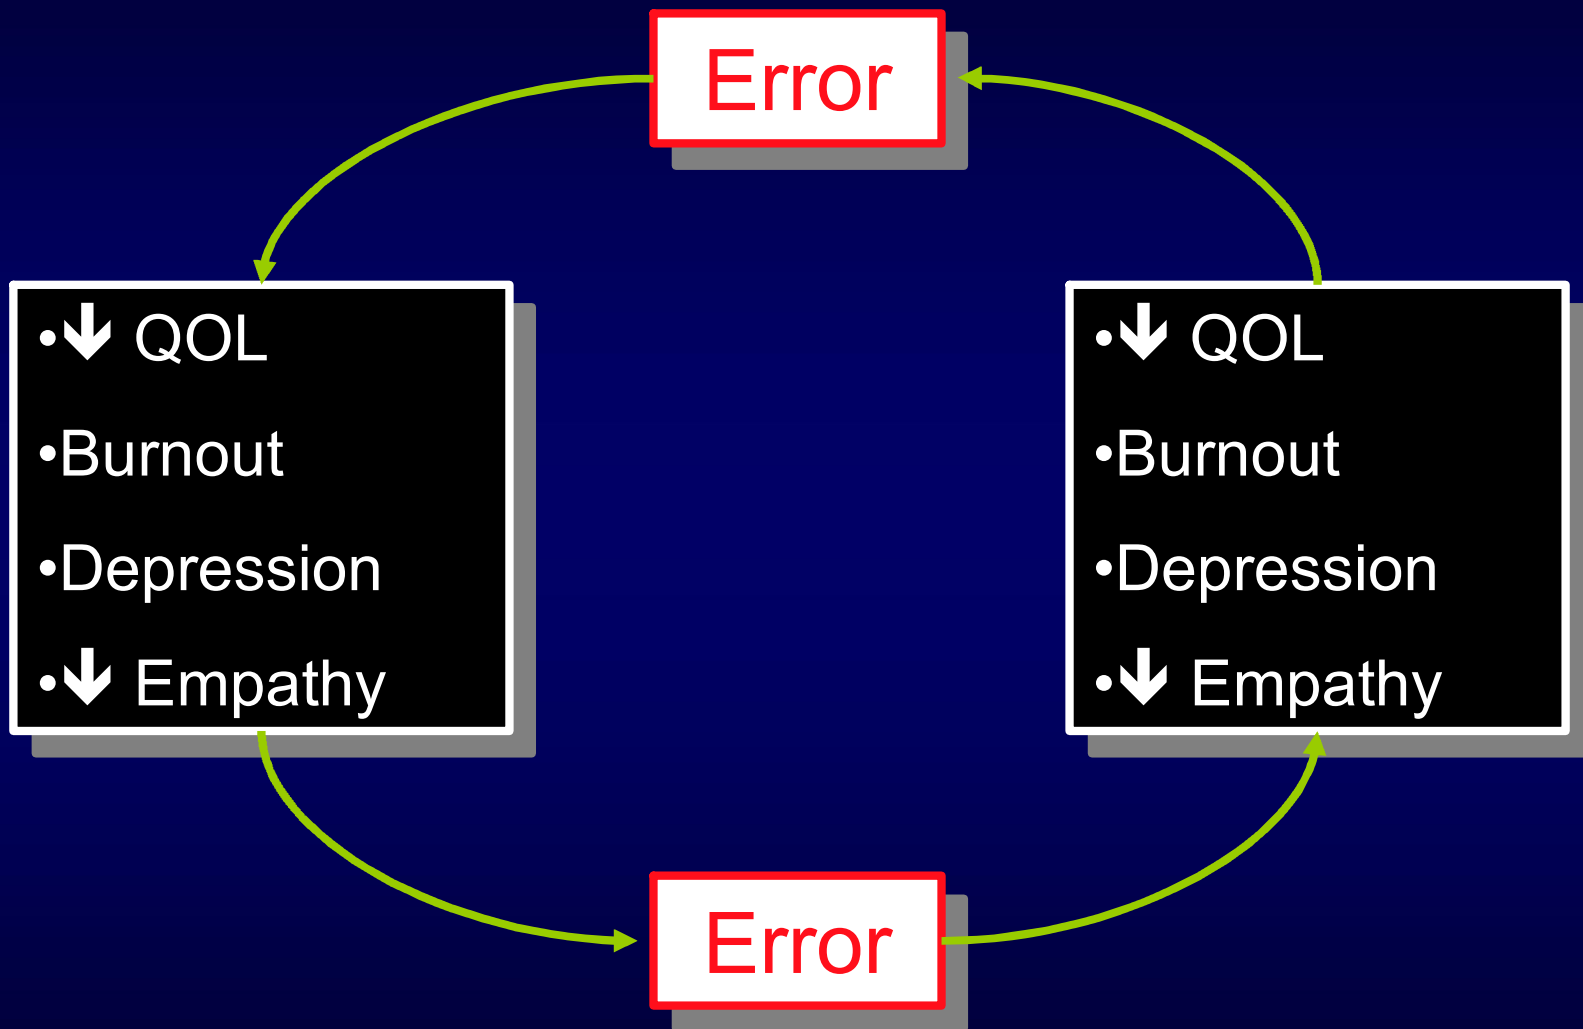 Error
•🡫 QOL
•Burnout
•Depression
•🡫 Empathy
•🡫 QOL
•Burnout
•Depression
•🡫 Empathy
Error